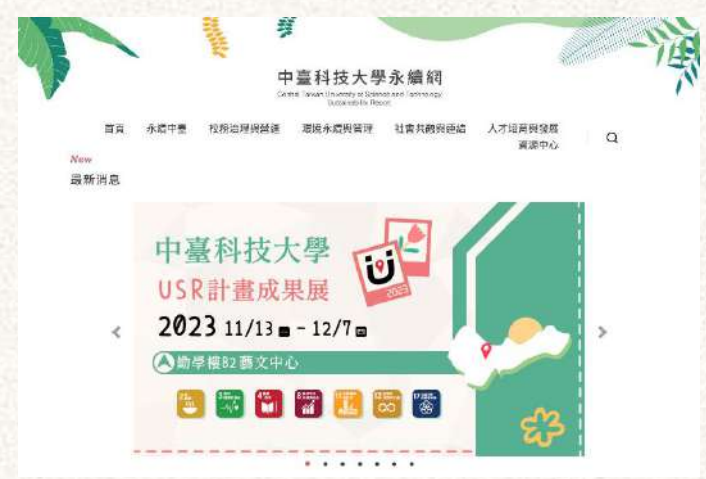 中臺科技大學永續網
Central Taiwan University of Science and Technology
Sustainability Report
首頁 永續中臺 校務治理與營運 環境永續與管理 社會共融與連結 人才培育與發展
資源中心
New
最新消息
中臺科技大學
USR計畫成果展
2023
2023 11/13 - 12/7
勤學樓B2藝文中心